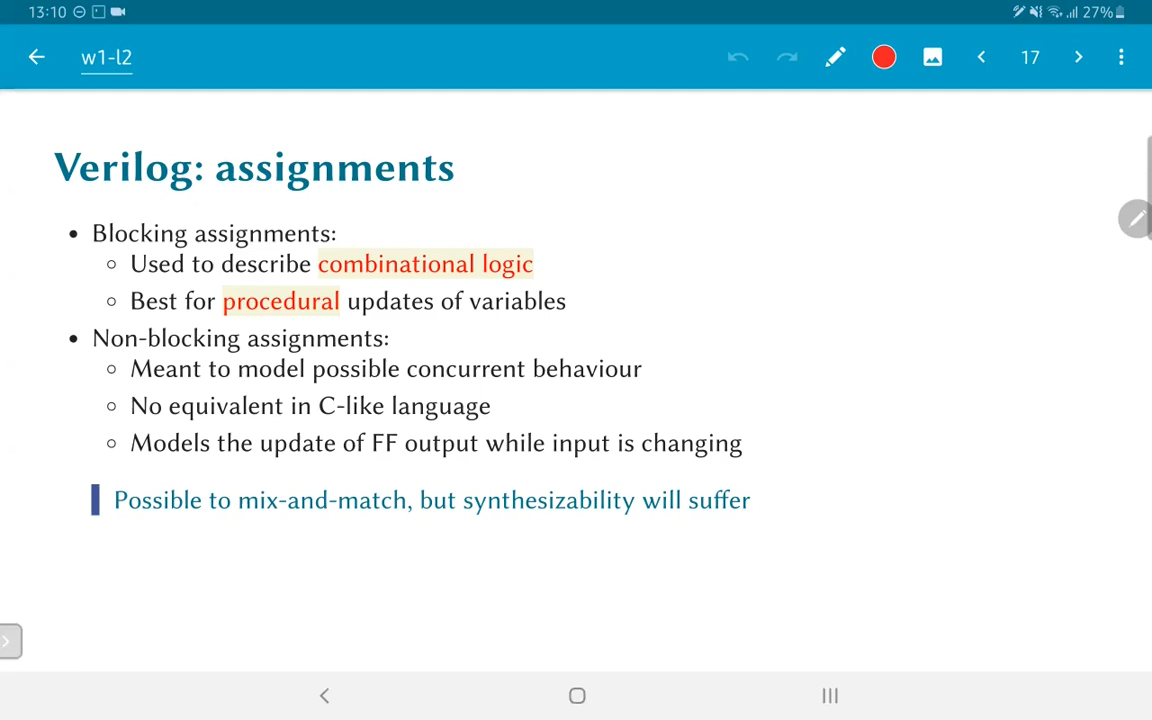 13:10
27%
w1-l2
17
Verilog: assignments
• Blocking assignments:
◦ Used to describe combinational logic
◦ Best for procedural updates of variables
• Non-blocking assignments:
◦ Meant to model possible concurrent behaviour
◦ No equivalent in C-like language
◦ Models the update of FF output while input is changing
Possible to mix-and-match, but synthesizability will suffer